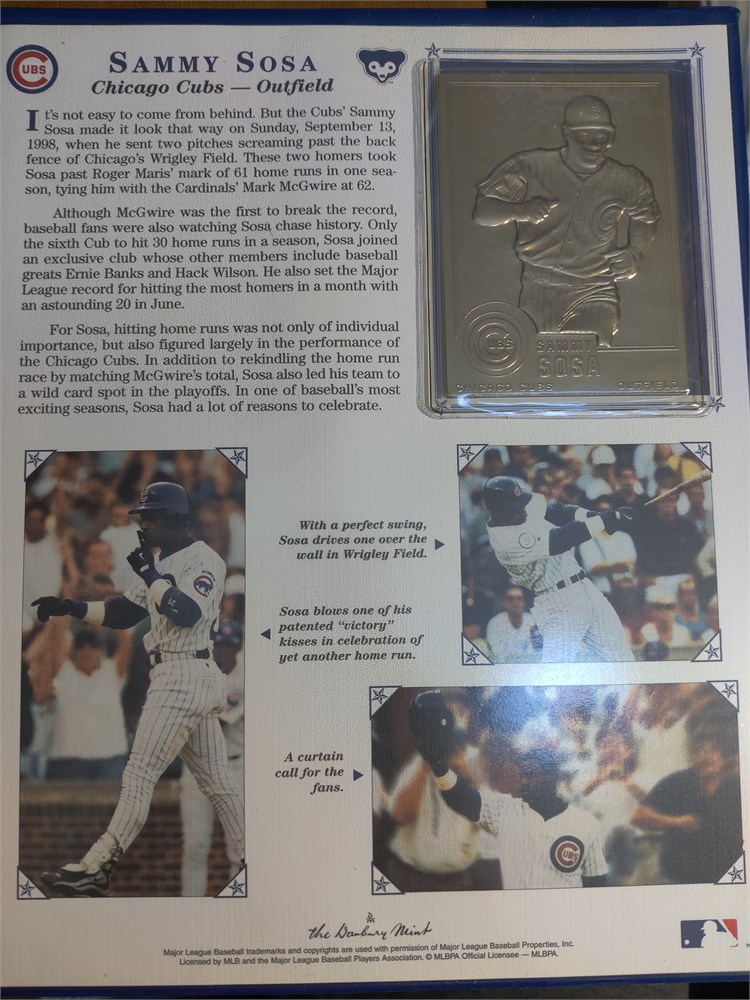 CUBS
SAMMY SOSA
Chicago Cubs — Outfield
It's not easy to come from behind. But the Cubs' Sammy
Sosa made it look that way on Sunday, September 13,
1998, when he sent two pitches screaming past the back
fence of Chicago's Wrigley Field. These two homers took
Sosa past Roger Maris' mark of 61 home runs in one sea-
son, tying him with the Cardinals' Mark McGwire at 62.
Although McGwire was the first to break the record,
baseball fans were also watching Sosa chase history. Only
the sixth Cub to hit 30 home runs in a season, Sosa joined
an exclusive club whose other members include baseball
greats Ernie Banks and Hack Wilson. He also set the Major
League record for hitting the most homers in a month with
an astounding 20 in June.
For Sosa, hitting home runs was not only of individual
importance, but also figured largely in the performance of
the Chicago Cubs. In addition to rekindling the home run
race by matching McGwire's total, Sosa also led his team to
a wild card spot in the playoffs. In one of baseball's most
exciting seasons, Sosa had a lot of reasons to celebrate.
CUBS
SAMMY
SOSA
CHICAGO CUBS OUTFIELD
With a perfect swing,
Sosa drives one over the
wall in Wrigley Field.
Sosa blows one of his
patented "victory"
kisses in celebration of
yet another home run.
21
A curtain
call for the
fans.
CUBS
The Danbury Mint
Major League Baseball trademarks and copyrights are used with permission of Major League Baseball Properties, Inc.
Licensed by MLB and the Major League Baseball Players Association. © MLBPA Official Licensee — MLBPA.